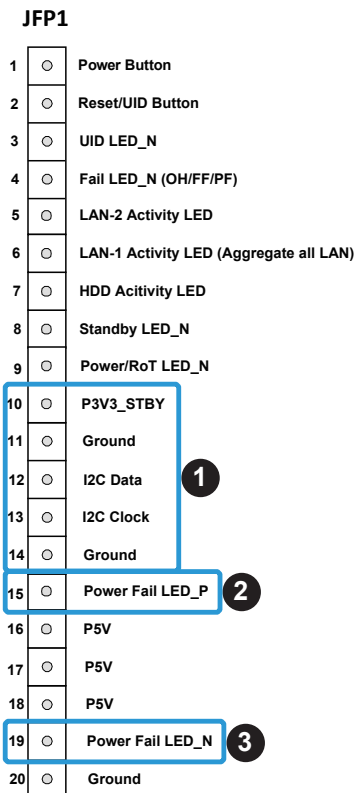 JFP1
1 Power Button
2 Reset/UID Button
3 UID LED_N
4 Fail LED_N (OH/FF/PF)
5 LAN-2 Activity LED
6 LAN-1 Activity LED (Aggregate all LAN)
7 HDD Acitivity LED
8 Standby LED_N
9 Power/RoT LED_N
10 P3V3_STBY
11 Ground
12 I2C Data 1
13 I2C Clock
14 Ground
15 Power Fail LED_P 2
16 P5V
17 P5V
18 P5V
19 Power Fail LED_N 3
20 Ground